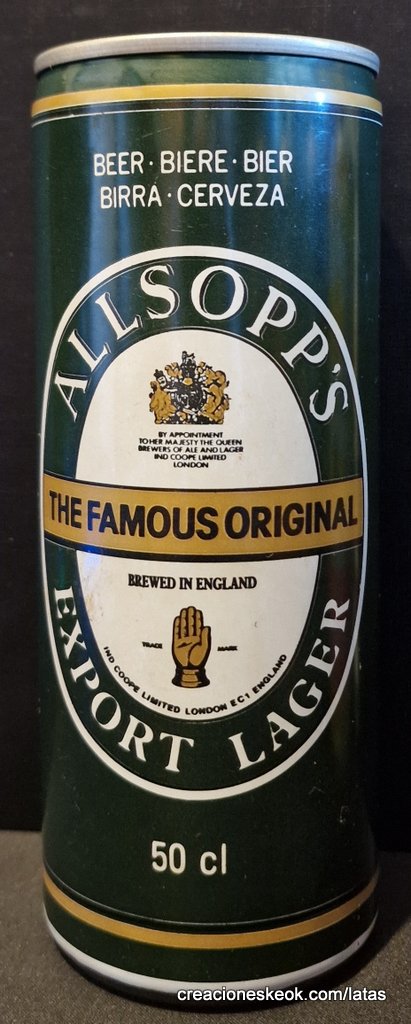 BEER · BIERE · BIER
BIRRA · CERVEZA
ALLSOPP'S
BY APPOINTMENT
TO HER MAJESTY THE QUEEN
BREWERS OF ALE AND LAGER
IND COOPE LIMITED
LONDON
THE FAMOUS ORIGINAL
BREWED IN ENGLAND
TRADE MARK
IND COOPE LIMITED LONDON EC1 ENGLAND
EXPORT LAGER
50 cl
creacioneskeok.com/latas